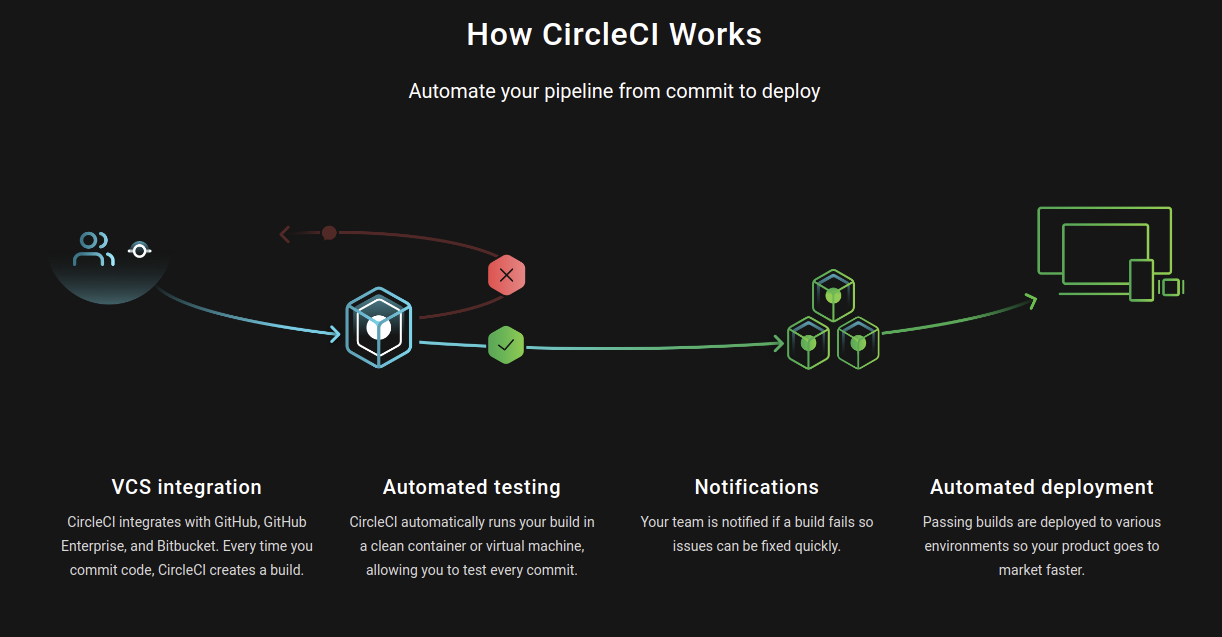 How CircleCI Works
Automate your pipeline from commit to deploy
VCS integration
CircleCI integrates with GitHub, GitHub
Enterprise, and Bitbucket. Every time you
commit code, CircleCI creates a build.
Automated testing
CircleCI automatically runs your build in
a clean container or virtual machine,
allowing you to test every commit.
Notifications
Your team is notified if a build fails so
issues can be fixed quickly.
Automated deployment
Passing builds are deployed to various
environments so your product goes to
market faster.